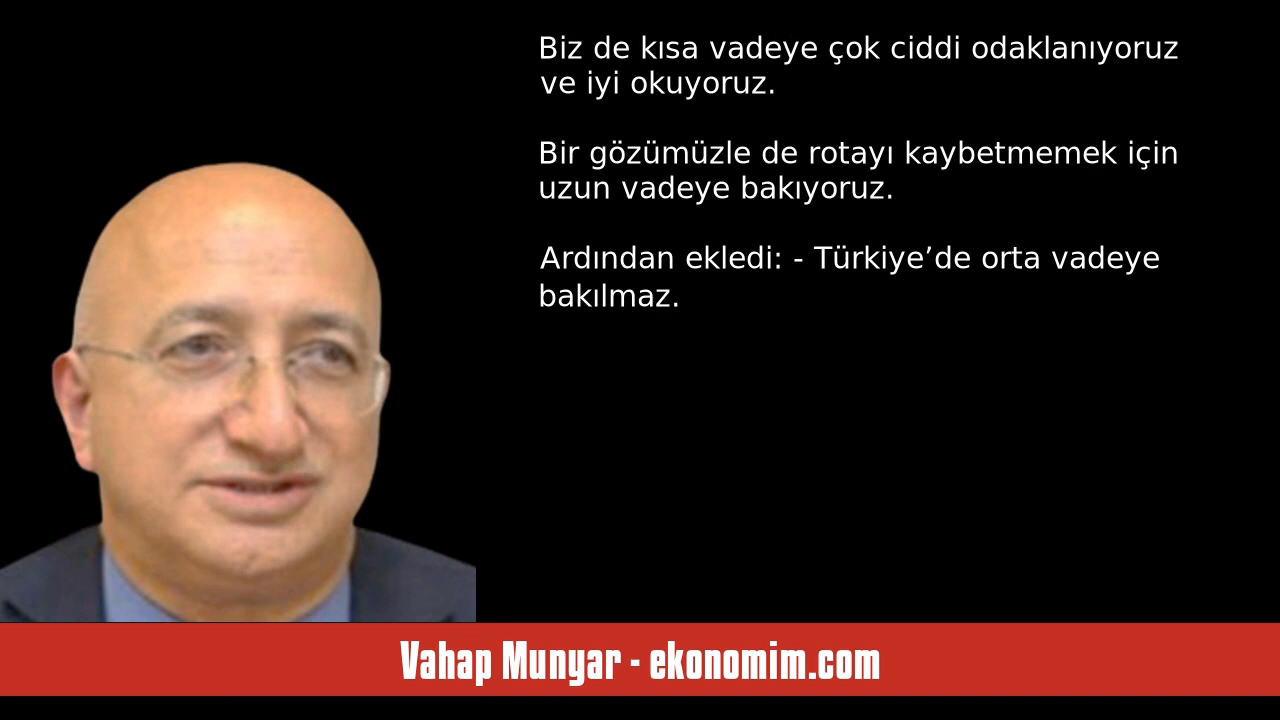 Biz de kısa vadeye çok ciddi odaklanıyoruz
ve iyi okuyoruz.
Bir gözümüzle de rotayı kaybetmemek için
uzun vadeye bakıyoruz.
Ardından ekledi: - Türkiye’de orta vadeye
bakılmaz.
Vahap Munyar - ekonomim.com